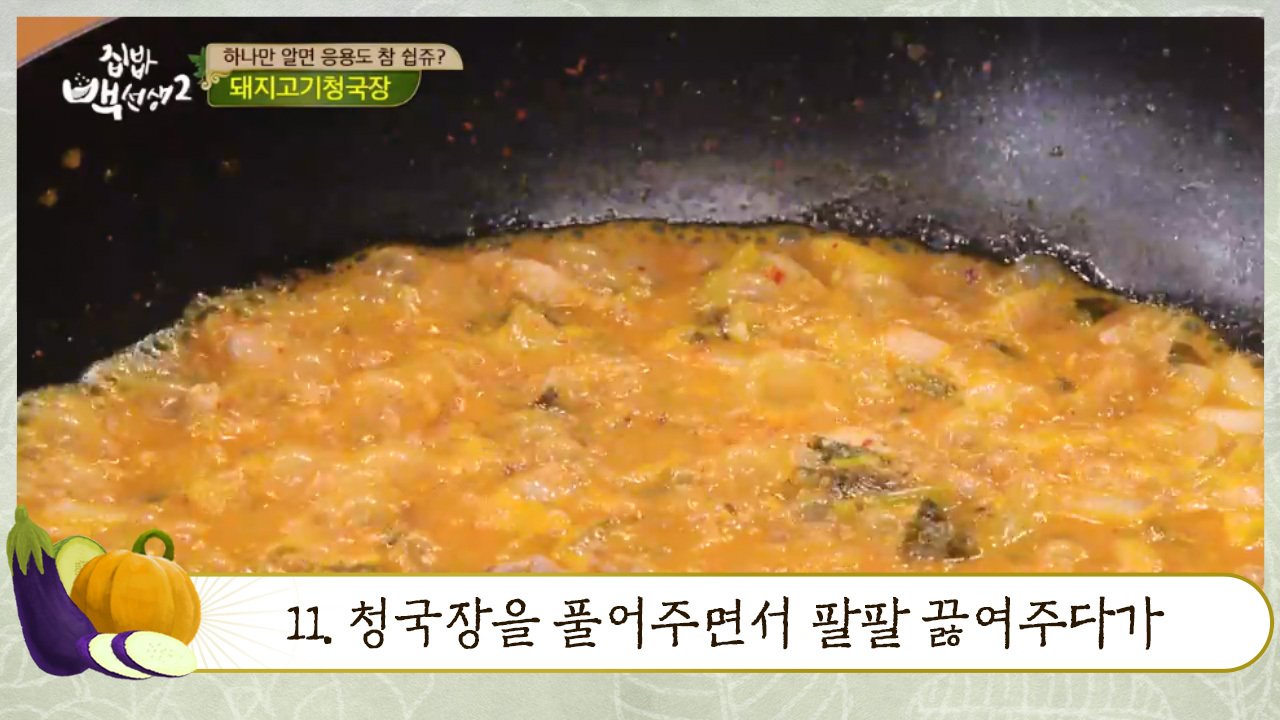 집밥
백선생2
하나만 알면 응용도 참 쉽쥬?
돼지고기청국장
11. 청국장을 풀어주면서 팔팔 끓여주다가